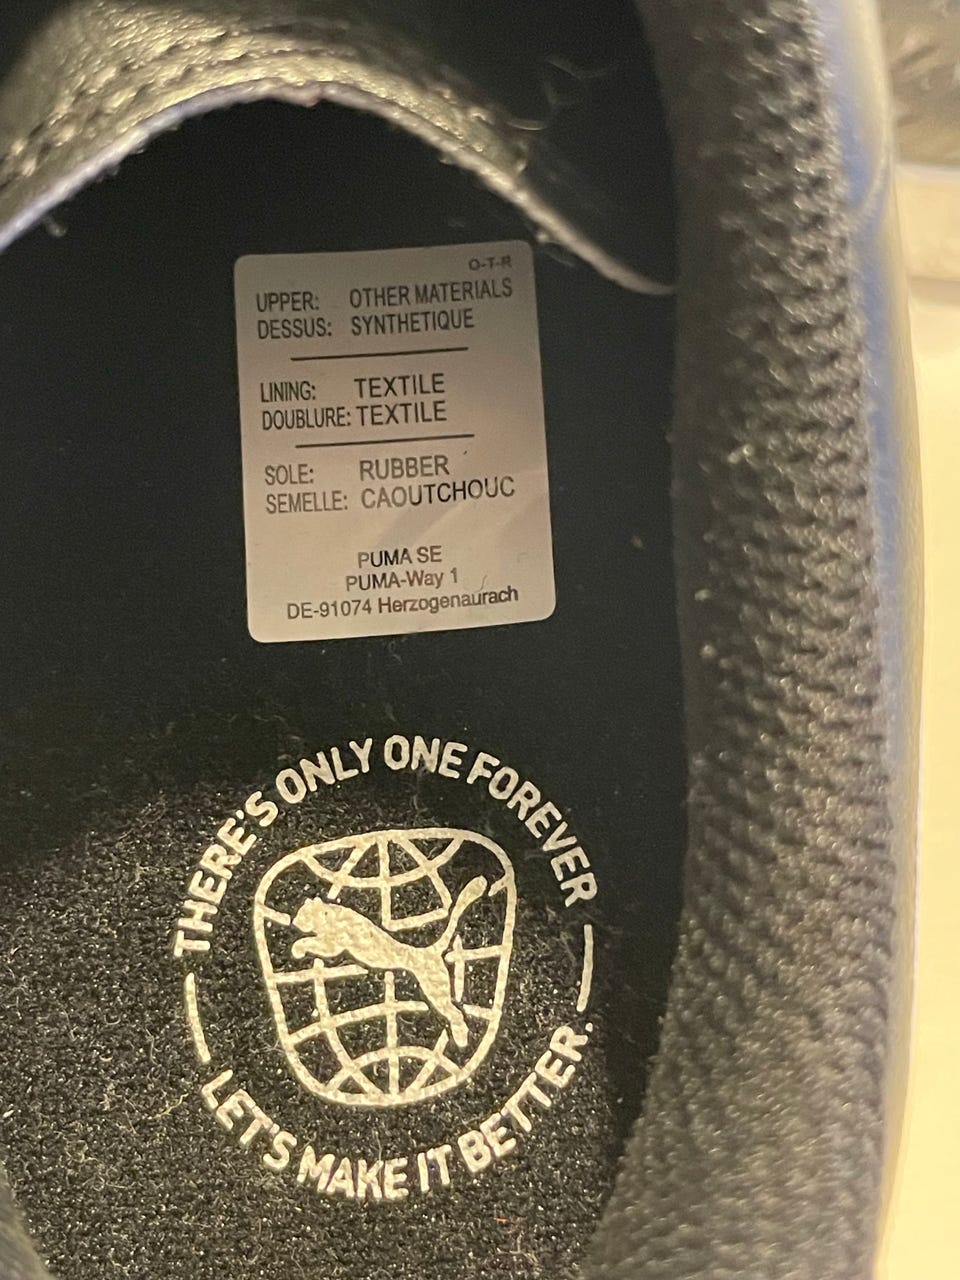 O-T-R
UPPER: OTHER MATERIALS
DESSUS: SYNTHETIQUE
LINING: TEXTILE
DOUBLURE: TEXTILE
SOLE: RUBBER
SEMELLE: CAOUTCHOUC
PUMA SE
PUMA-Way 1
DE-91074 Herzogenaurach
THERE'S ONLY ONE FOREVER
LET'S MAKE IT BETTER.